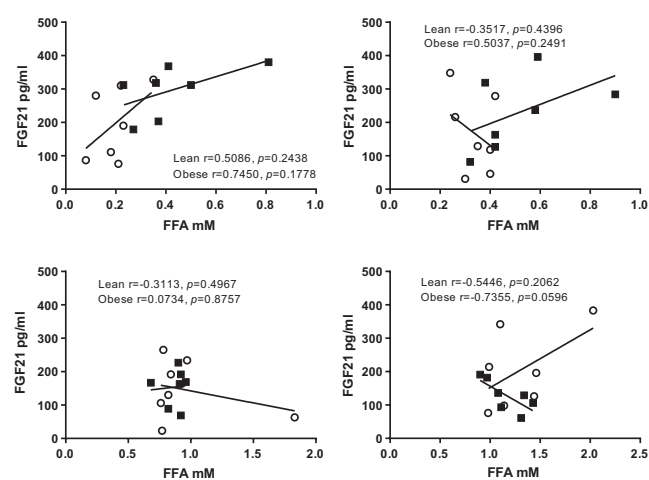 500
400
300
200
100
0
FGF21 pg/ml
Lean r=0.5086, p=0.2438
Obese r=0.7450, p=0.1778
0.0 0.2 0.4 0.6 0.8 1.0
FFA mM
500
400
300
200
100
0
FGF21 pg/ml
Lean r=-0.3517, p=0.4396
Obese r=0.5037, p=0.2491
0.0 0.2 0.4 0.6 0.8 1.0
FFA mM
500
400
300
200
100
0
FGF21 pg/ml
Lean r=-0.3113, p=0.4967
Obese r=0.0734, p=0.8757
0.0 0.5 1.0 1.5 2.0
FFA mM
500
400
300
200
100
0
FGF21 pg/ml
Lean r=-0.5446, p=0.2062
Obese r=-0.7355, p=0.0596
0.0 0.5 1.0 1.5 2.0 2.5
FFA mM